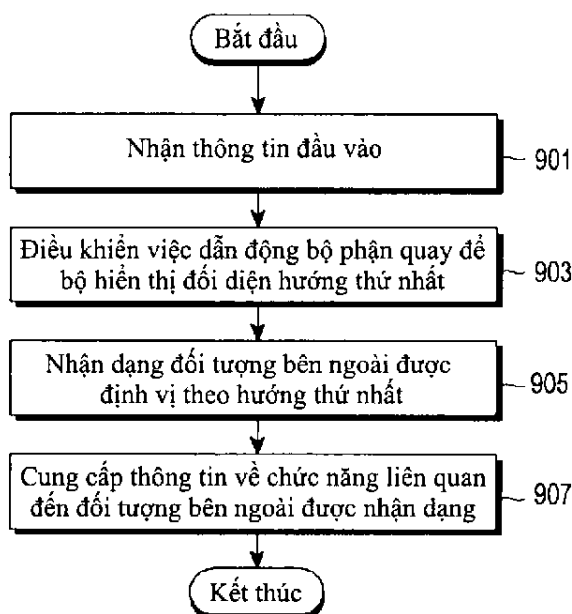 Bắt đầu
Nhận thông tin đầu vào
901
Điều khiển việc dẫn động bộ phận quay để
bộ hiển thị đối diện hướng thứ nhất
903
Nhận dạng đối tượng bên ngoài được
định vị theo hướng thứ nhất
905
Cung cấp thông tin về chức năng liên quan
đến đối tượng bên ngoài được nhận dạng
907
Kết thúc